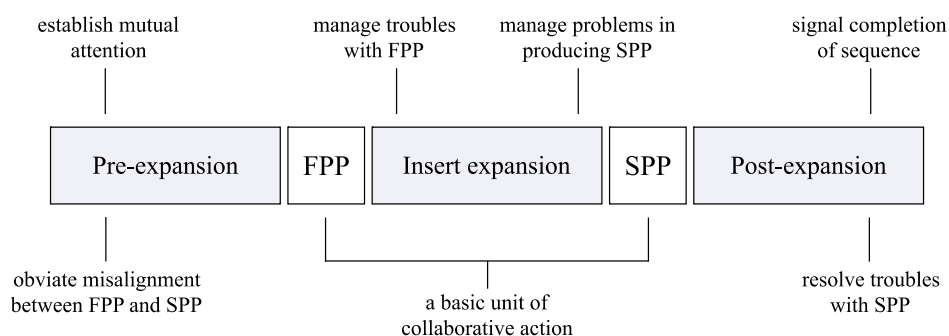 establish mutual
attention
manage troubles
with FPP
manage problems in
producing SPP
signal completion
of sequence
Pre-expansion
FPP
Insert expansion
SPP
Post-expansion
obviate misalignment
between FPP and SPP
a basic unit of
collaborative action
resolve troubles
with SPP